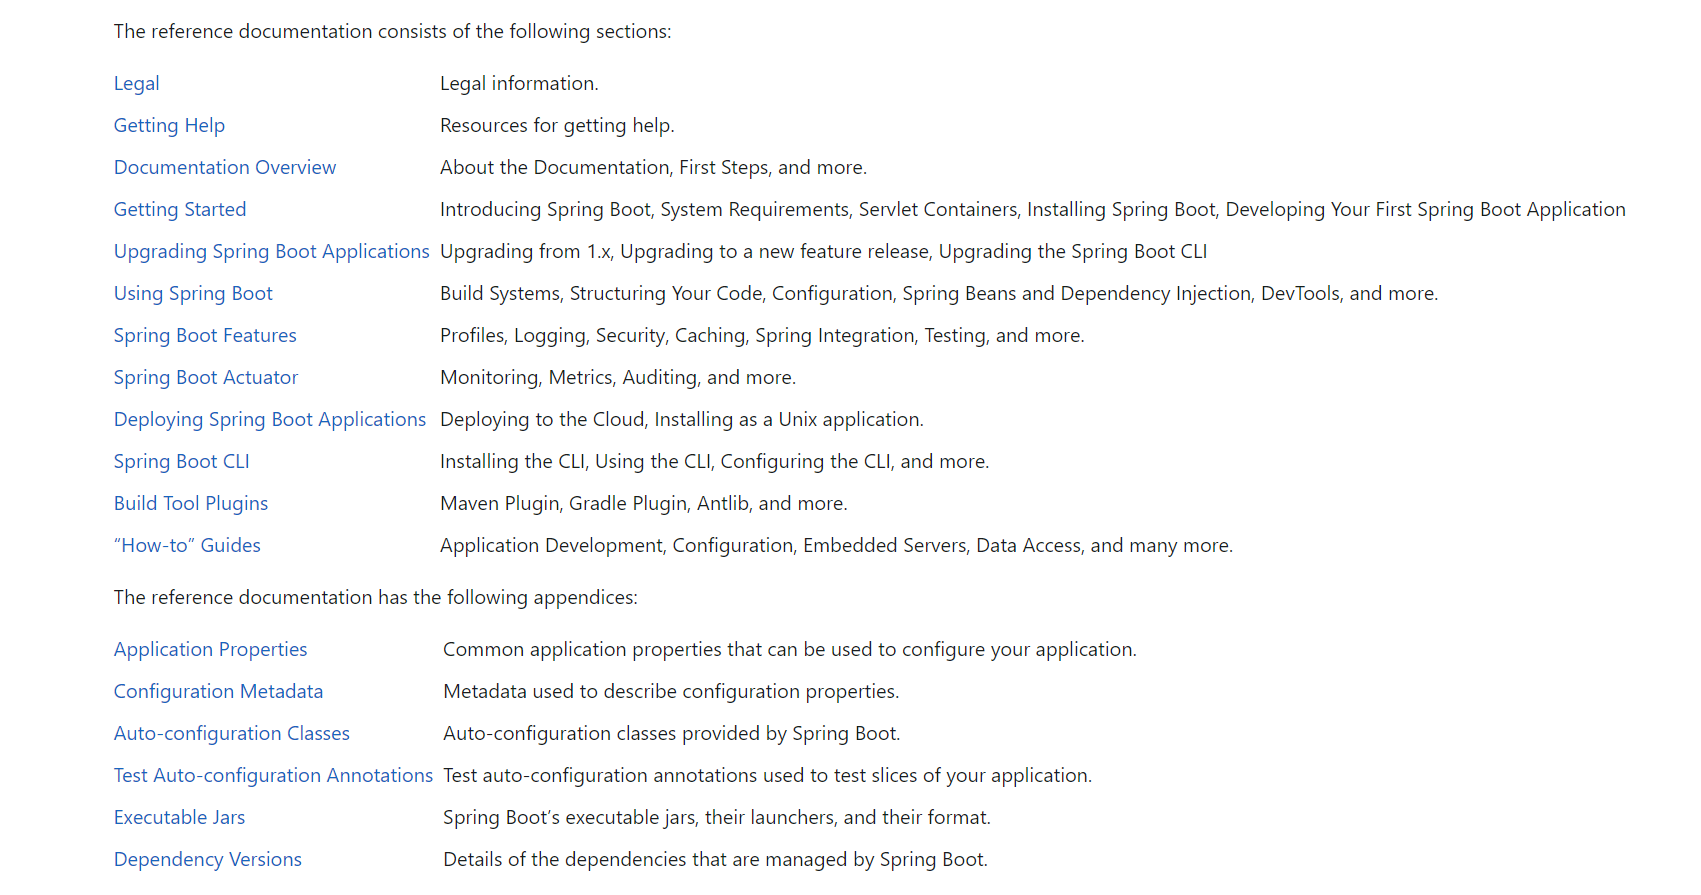 The reference documentation consists of the following sections:
Legal Legal information.
Getting Help Resources for getting help.
Documentation Overview About the Documentation, First Steps, and more.
Getting Started Introducing Spring Boot, System Requirements, Servlet Containers, Installing Spring Boot, Developing Your First Spring Boot Application
Upgrading Spring Boot Applications Upgrading from 1.x, Upgrading to a new feature release, Upgrading the Spring Boot CLI
Using Spring Boot Build Systems, Structuring Your Code, Configuration, Spring Beans and Dependency Injection, DevTools, and more.
Spring Boot Features Profiles, Logging, Security, Caching, Spring Integration, Testing, and more.
Spring Boot Actuator Monitoring, Metrics, Auditing, and more.
Deploying Spring Boot Applications Deploying to the Cloud, Installing as a Unix application.
Spring Boot CLI Installing the CLI, Using the CLI, Configuring the CLI, and more.
Build Tool Plugins Maven Plugin, Gradle Plugin, Antlib, and more.
“How-to” Guides Application Development, Configuration, Embedded Servers, Data Access, and many more.
The reference documentation has the following appendices:
Application Properties Common application properties that can be used to configure your application.
Configuration Metadata Metadata used to describe configuration properties.
Auto-configuration Classes Auto-configuration classes provided by Spring Boot.
Test Auto-configuration Annotations Test auto-configuration annotations used to test slices of your application.
Executable Jars Spring Boot’s executable jars, their launchers, and their format.
Dependency Versions Details of the dependencies that are managed by Spring Boot.